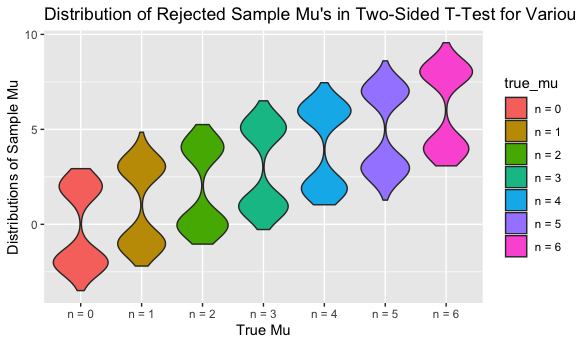 Distribution of Rejected Sample Mu's in Two-Sided T-Test for Variou
Distributions of Sample Mu
10
5
0
n = 0 n = 1 n = 2 n = 3 n = 4 n = 5 n = 6
True Mu
true_mu
n = 0
n = 1
n = 2
n = 3
n = 4
n = 5
n = 6